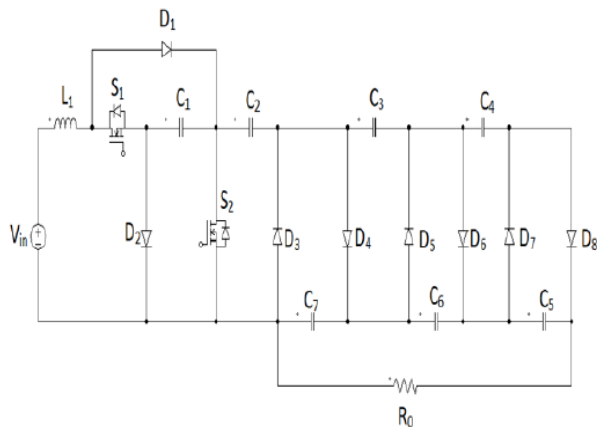 D₁
L₁ S₁ C₁ C₂ C₃ C₄
Vin D₂ S₂ D₃ D₄ D₅ D₆ D₇ D₈
C₇ C₆ C₅
R₀